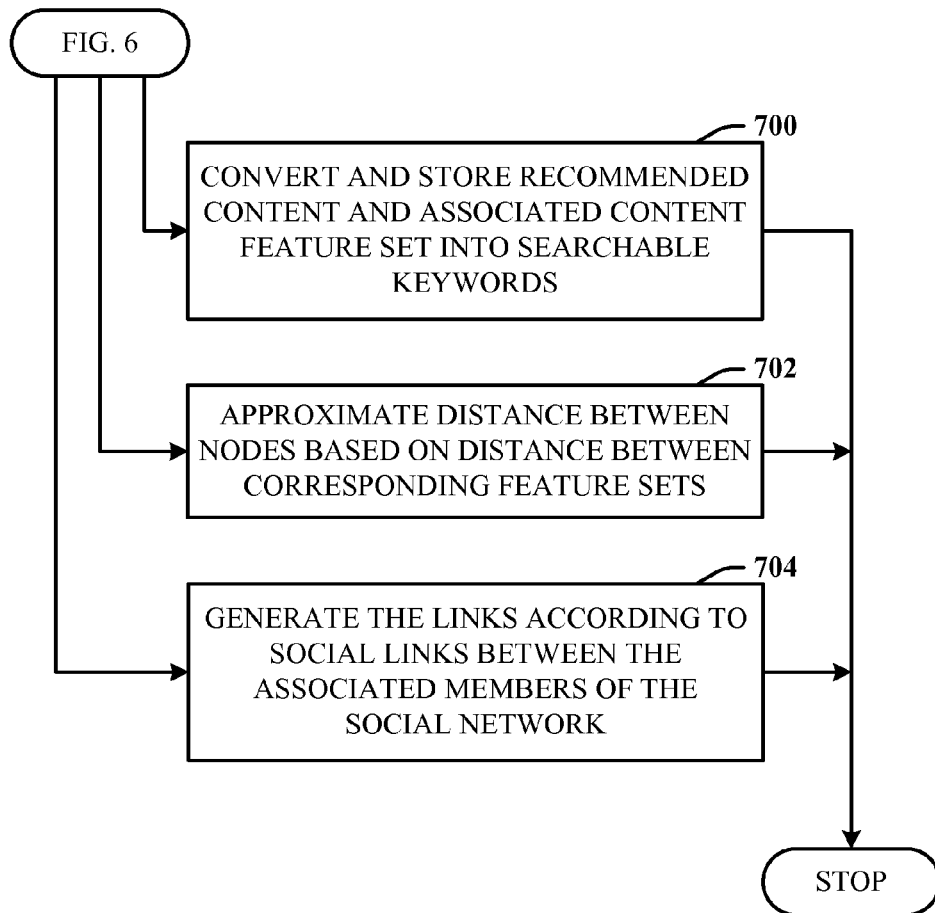 FIG. 6
700
CONVERT AND STORE RECOMMENDED
CONTENT AND ASSOCIATED CONTENT
FEATURE SET INTO SEARCHABLE
KEYWORDS
702
APPROXIMATE DISTANCE BETWEEN
NODES BASED ON DISTANCE BETWEEN
CORRESPONDING FEATURE SETS
704
GENERATE THE LINKS ACCORDING TO
SOCIAL LINKS BETWEEN THE
ASSOCIATED MEMBERS OF THE
SOCIAL NETWORK
STOP